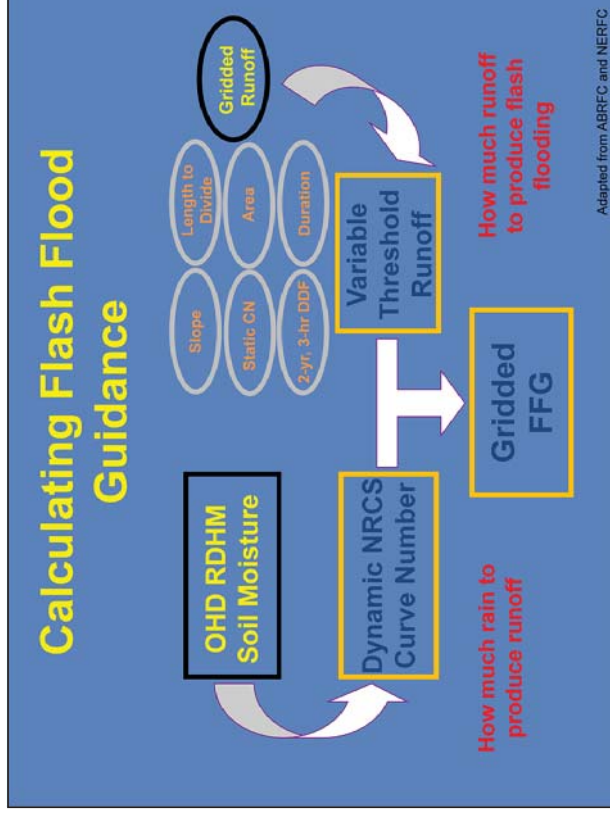 Calculating Flash Flood
Guidance
OHD RDHM
Soil Moisture
Slope
Length to
Divide
Gridded
Runoff
Static CN
Area
2-yr, 3-hr DDF
Duration
Dynamic NRCS
Curve Number
Variable
Threshold
Runoff
How much rain to
produce runoff
Gridded
FFG
How much runoff
to produce flash
flooding
Adapted from ABRFC and NERFC